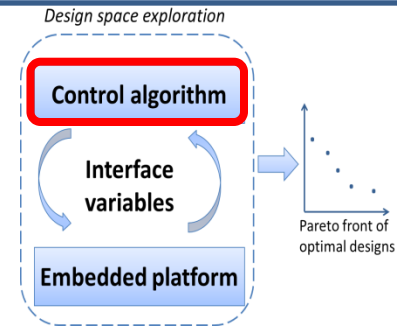 Design space exploration
Control algorithm
Interface
variables
Embedded platform
Pareto front of
optimal designs